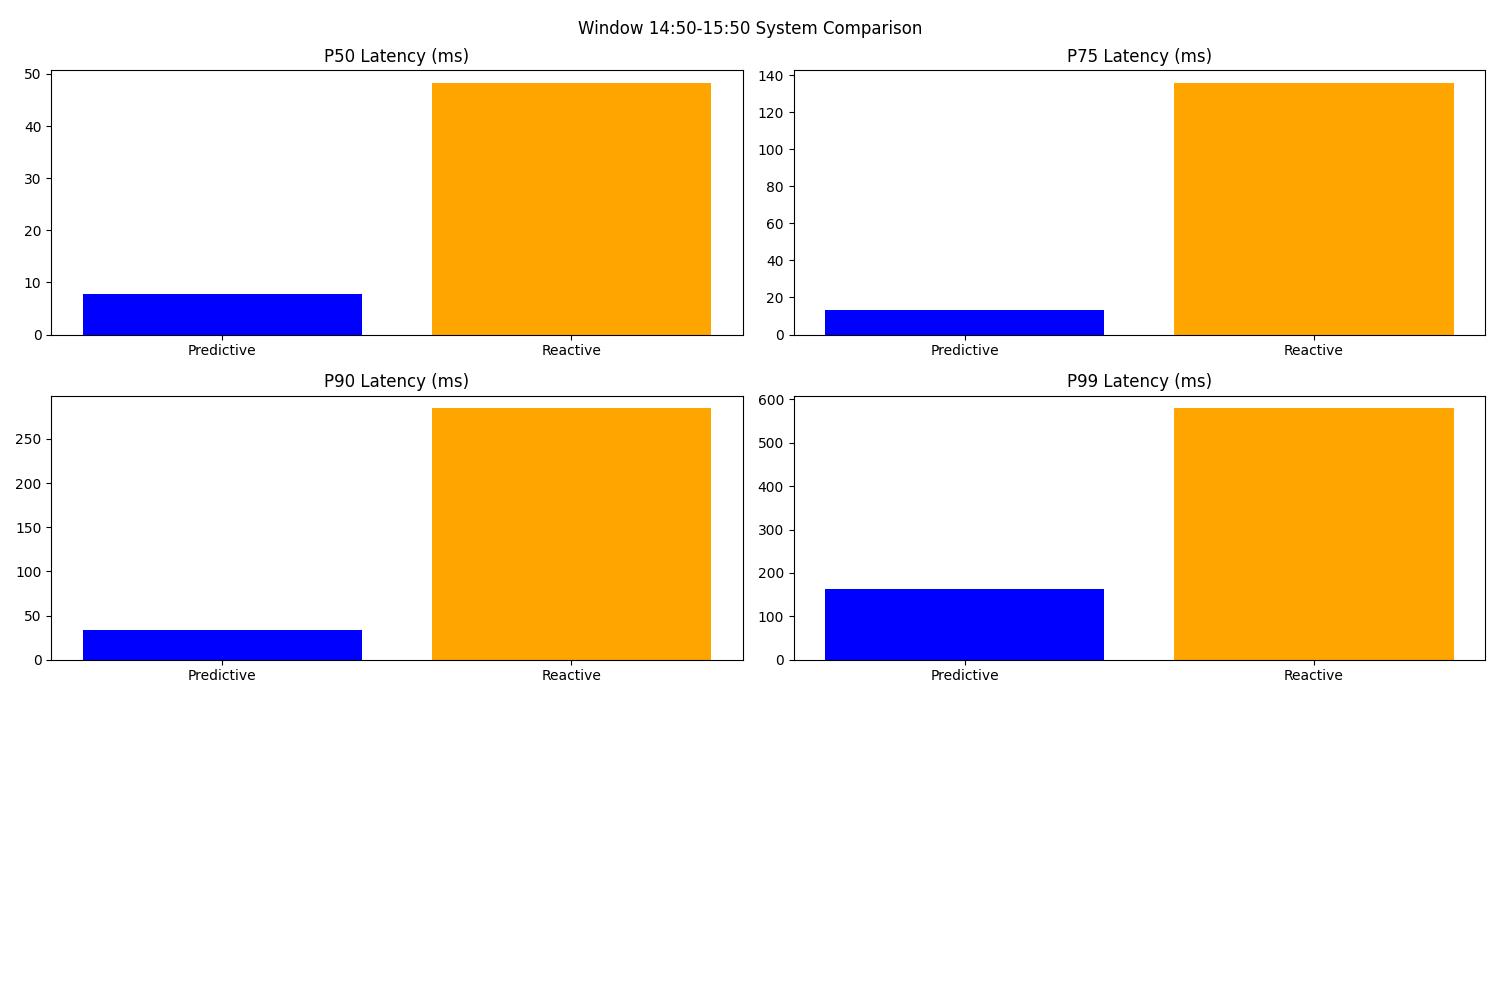 Window 14:50-15:50 System Comparison
P50 Latency (ms)
50
40
30
20
10
0
Predictive
Reactive
P75 Latency (ms)
140
120
100
80
60
40
20
0
Predictive
Reactive
P90 Latency (ms)
250
200
150
100
50
0
Predictive
Reactive
P99 Latency (ms)
600
500
400
300
200
100
0
Predictive
Reactive